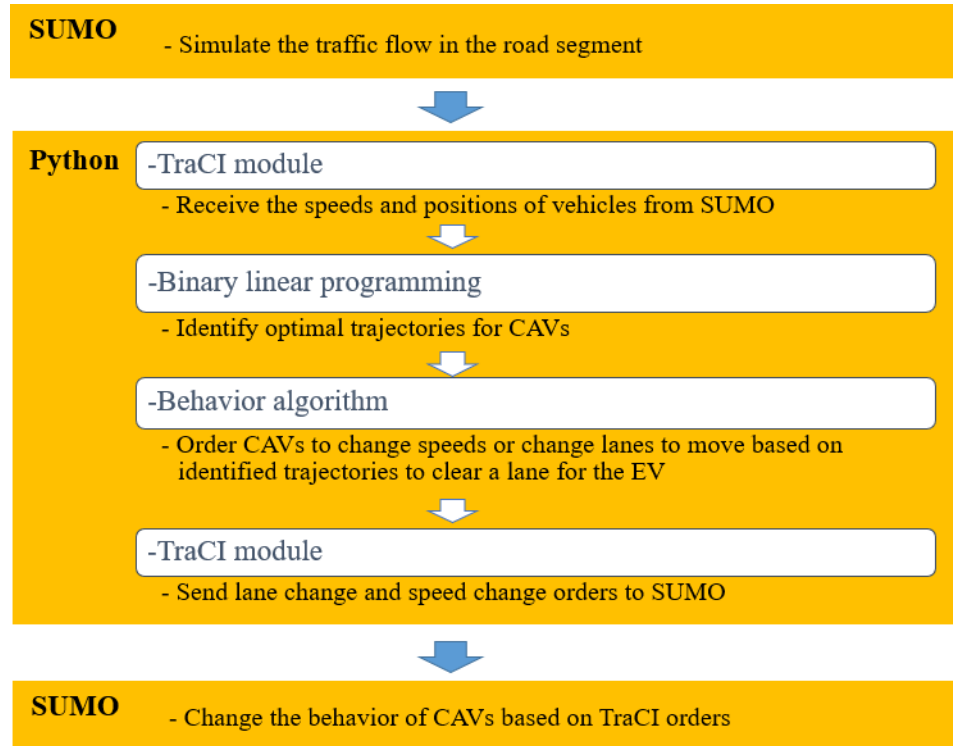 SUMO
- Simulate the traffic flow in the road segment
Python
-TraCI module
- Receive the speeds and positions of vehicles from SUMO
-Binary linear programming
- Identify optimal trajectories for CAVs
-Behavior algorithm
- Order CAVs to change speeds or change lanes to move based on
identified trajectories to clear a lane for the EV
-TraCI module
- Send lane change and speed change orders to SUMO
SUMO
- Change the behavior of CAVs based on TraCI orders